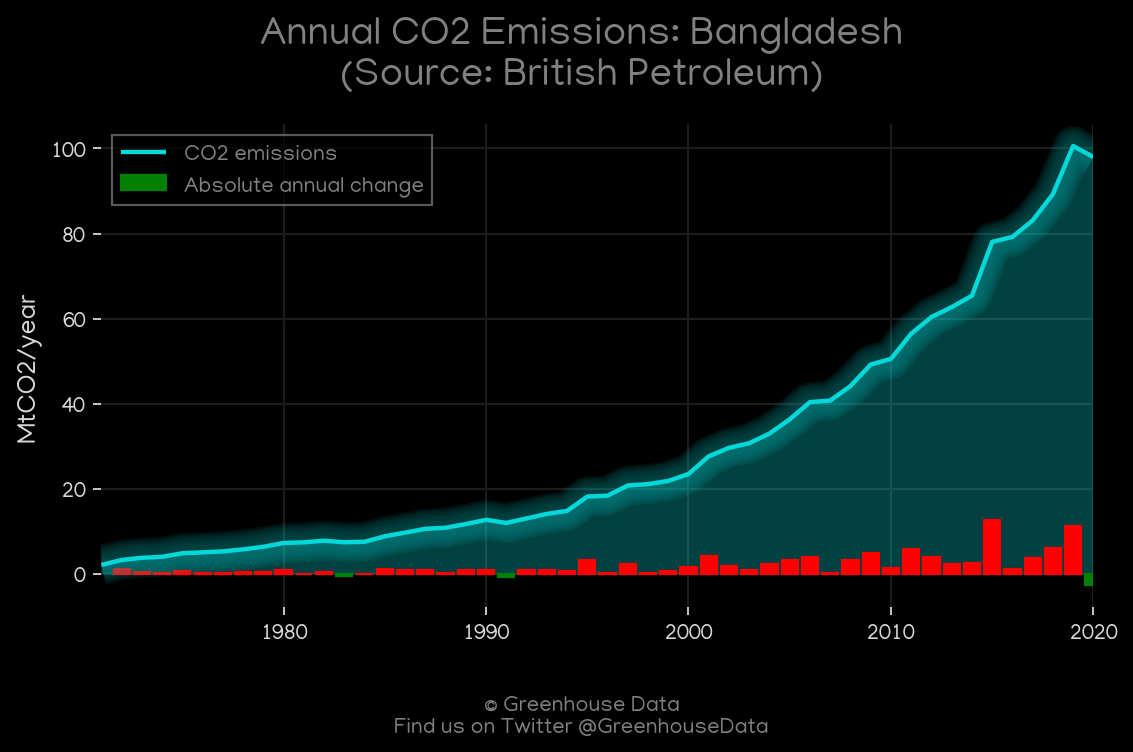 Annual CO2 Emissions: Bangladesh
(Source: British Petroleum)
CO2 emissions
Absolute annual change
MtCO2/year
100
80
60
40
20
0
1980
1990
2000
2010
2020
© Greenhouse Data
Find us on Twitter @GreenhouseData